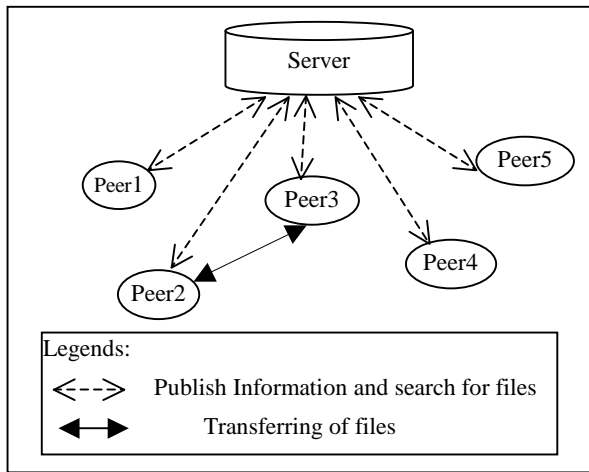 Server
Peer1
Peer5
Peer3
Peer4
Peer2
Legends:
Publish Information and search for files
Transferring of files